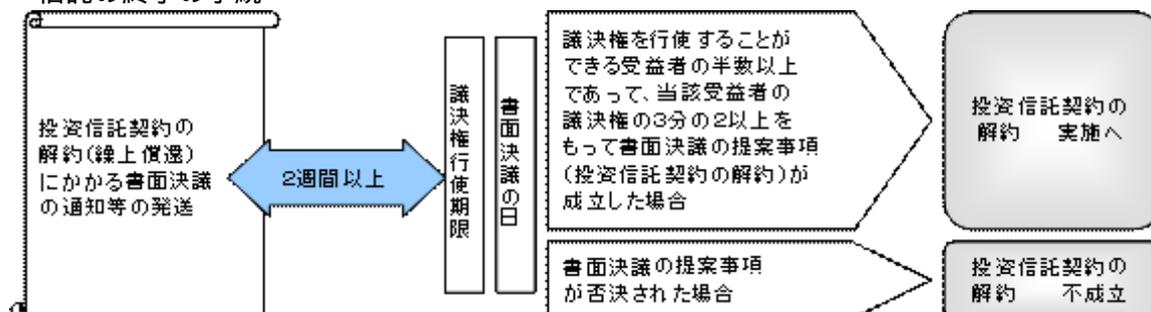 投資信託契約の
解約(繰上償還)
にかかる書面決議
の通知等の発送
2週間以上
議決権行使期限
書面決議の日
議決権を行使することが
できる受益者の半数以上
であって、当該受益者の
議決権の3分の2以上を
もって書面決議の提案事項
(投資信託契約の解約)が
成立した場合
投資信託契約の
解約 実施へ
書面決議の提案事項
が否決された場合
投資信託契約の
解約 不成立